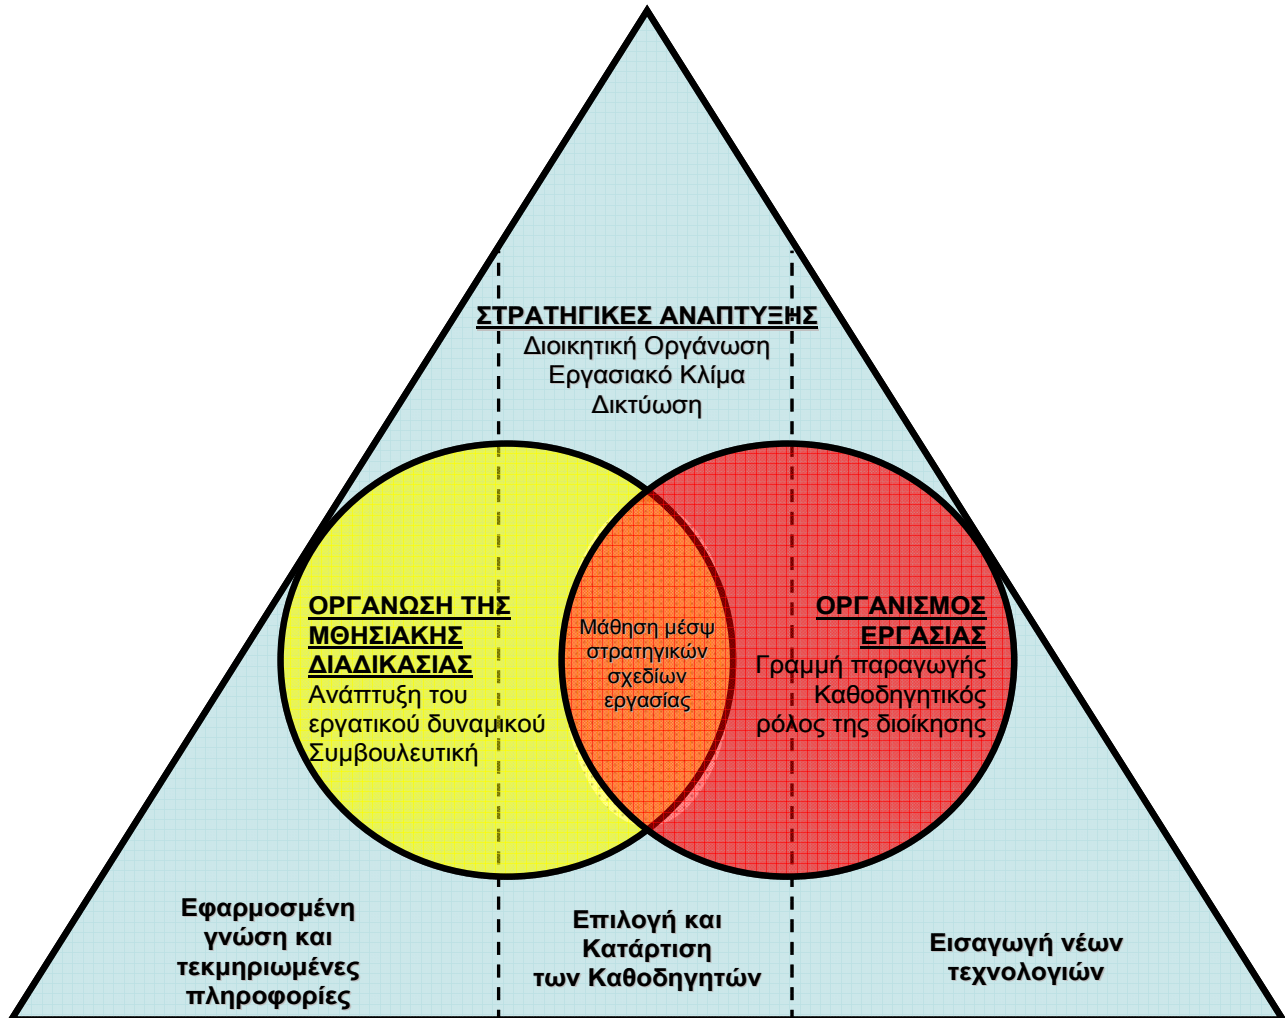 ΣΤΡΑΤΗΓΙΚΕΣ ΑΝΑΠΤΥΞΗΣ
Διοικητική Οργάνωση
Εργασιακό Κλίμα
Δικτύωση
ΟΡΓΑΝΩΣΗ ΤΗΣ
ΜΘΗΣΙΑΚΗΣ
ΔΙΑΔΙΚΑΣΙΑΣ
Ανάπτυξη του
εργατικού δυναμικού
Συμβουλευτική
Μάθηση μέσψ
στρατηγικών
σχεδίων
εργασίας
ΟΡΓΑΝΙΣΜΟΣ
ΕΡΓΑΣΙΑΣ
Γραμμή παραγωγής
Καθοδηγητικός
ρόλος της διοίκησης
Εφαρμοσμένη
γνώση και
τεκμηριωμένες
πληροφορίες
Επιλογή και
Κατάρτιση
των Καθοδηγητών
Εισαγωγή νέων
τεχνολογιών